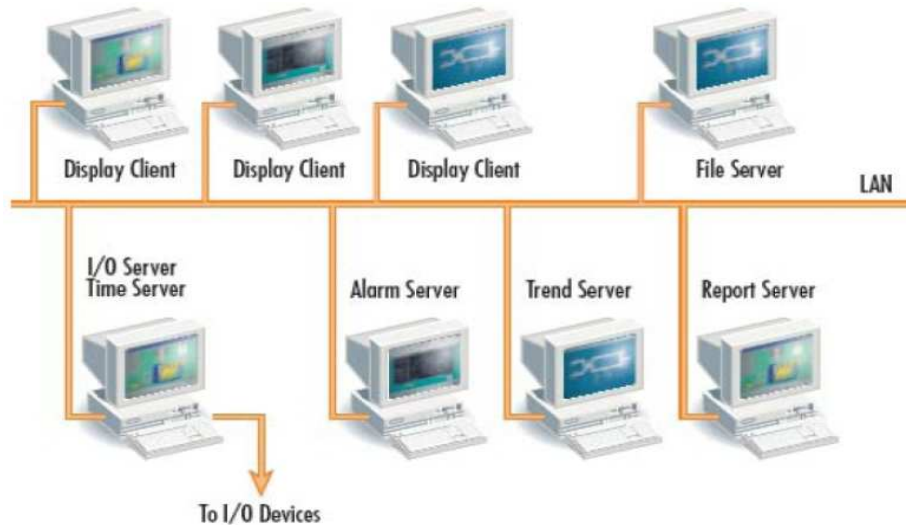 Display Client
Display Client
Display Client
File Server
LAN
I/O Server
Time Server
Alarm Server
Trend Server
Report Server
To I/O Devices